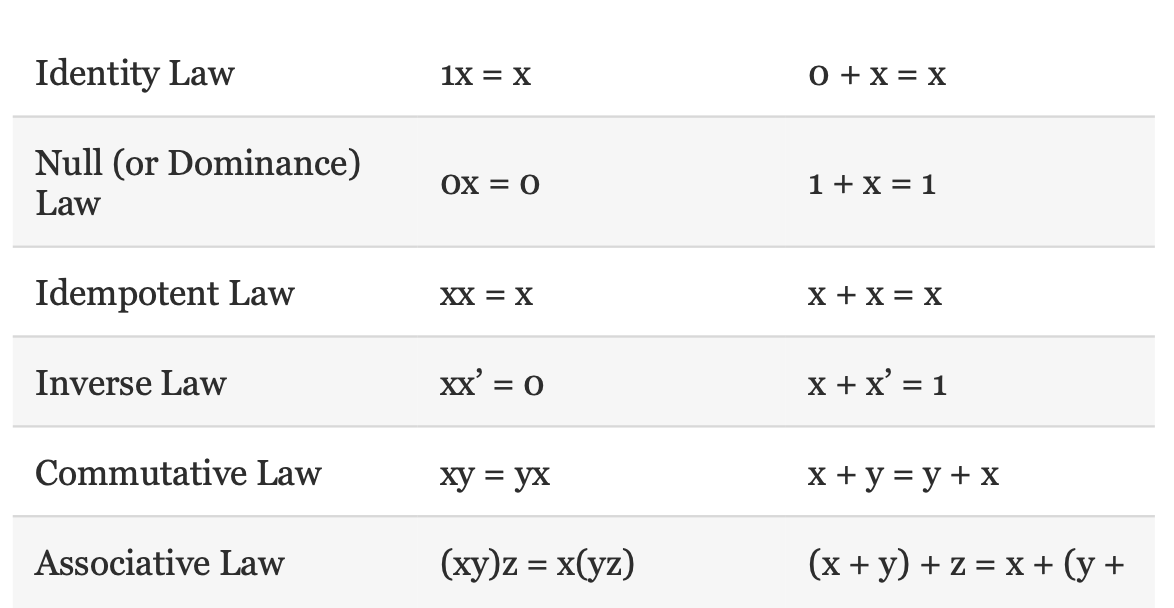 Identity Law 1x = x 0 + x = x
Null (or Dominance)
Law 0x = 0 1 + x = 1
Idempotent Law xx = x x + x = x
Inverse Law xx’ = 0 x + x’ = 1
Commutative Law xy = yx x + y = y + x
Associative Law (xy)z = x(yz) (x + y) + z = x + (y +